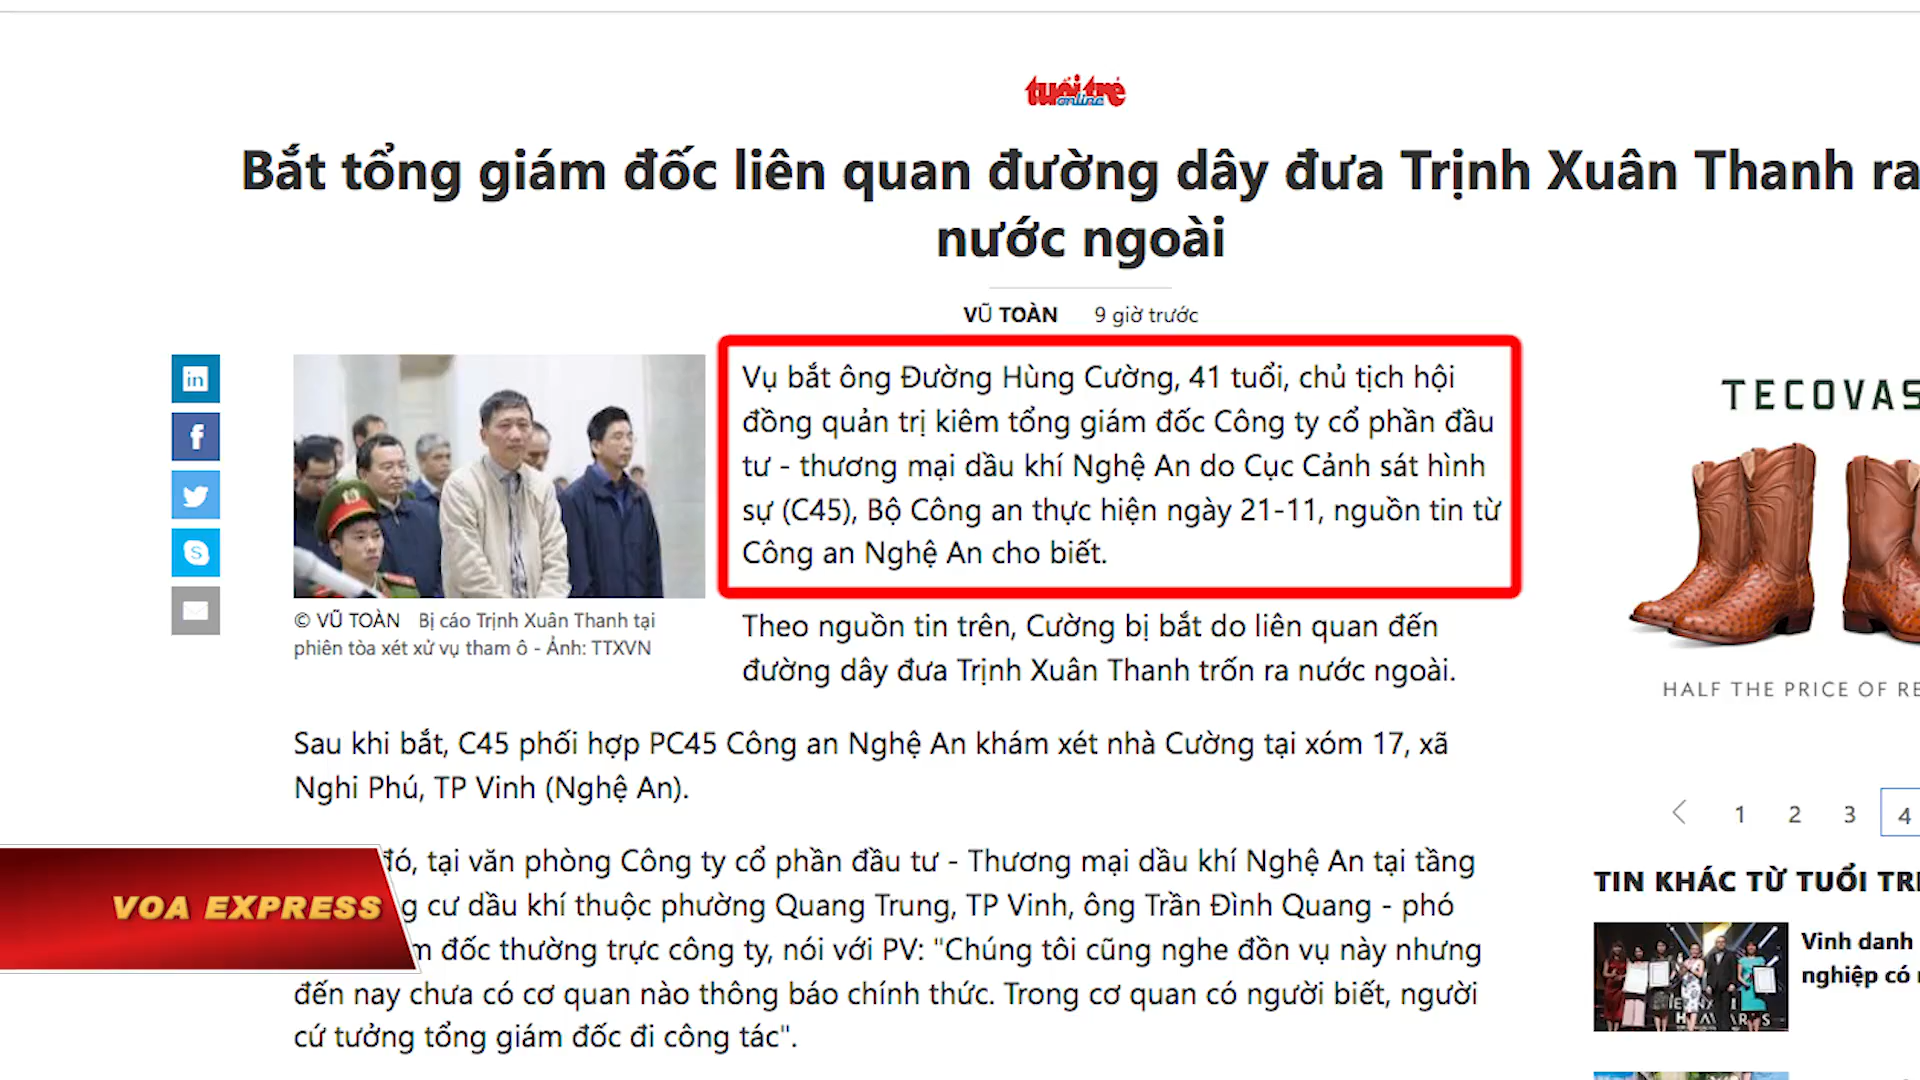 tuổi trẻ
online
Bắt tổng giám đốc liên quan đường dây đưa Trịnh Xuân Thanh ra
nước ngoài
VŨ TOÀN 9 giờ trước
in
f
S
Vụ bắt ông Đường Hùng Cường, 41 tuổi, chủ tịch hội
đồng quản trị kiêm tổng giám đốc Công ty cổ phần đầu
tư - thương mại dầu khí Nghệ An do Cục Cảnh sát hình
sự (C45), Bộ Công an thực hiện ngày 21-11, nguồn tin từ
Công an Nghệ An cho biết.
© VŨ TOÀN Bị cáo Trịnh Xuân Thanh tại
phiên tòa xét xử vụ tham ô - Ảnh: TTXVN
Theo nguồn tin trên, Cường bị bắt do liên quan đến
đường dây đưa Trịnh Xuân Thanh trốn ra nước ngoài.
Sau khi bắt, C45 phối hợp PC45 Công an Nghệ An khám xét nhà Cường tại xóm 17, xã
Nghi Phú, TP Vinh (Nghệ An).
đó, tại văn phòng Công ty cổ phần đầu tư - Thương mại dầu khí Nghệ An tại tầng
g cư dầu khí thuộc phường Quang Trung, TP Vinh, ông Trần Đình Quang - phó
m đốc thường trực công ty, nói với PV: "Chúng tôi cũng nghe đồn vụ này nhưng
đến nay chưa có cơ quan nào thông báo chính thức. Trong cơ quan có người biết, người
cứ tưởng tổng giám đốc đi công tác".
VOA EXPRESS
TECOVAS
HALF THE PRICE OF RE
1 2 3 4
TIN KHÁC TỪ TUỔI TRẺ
Vinh danh
nghiệp có